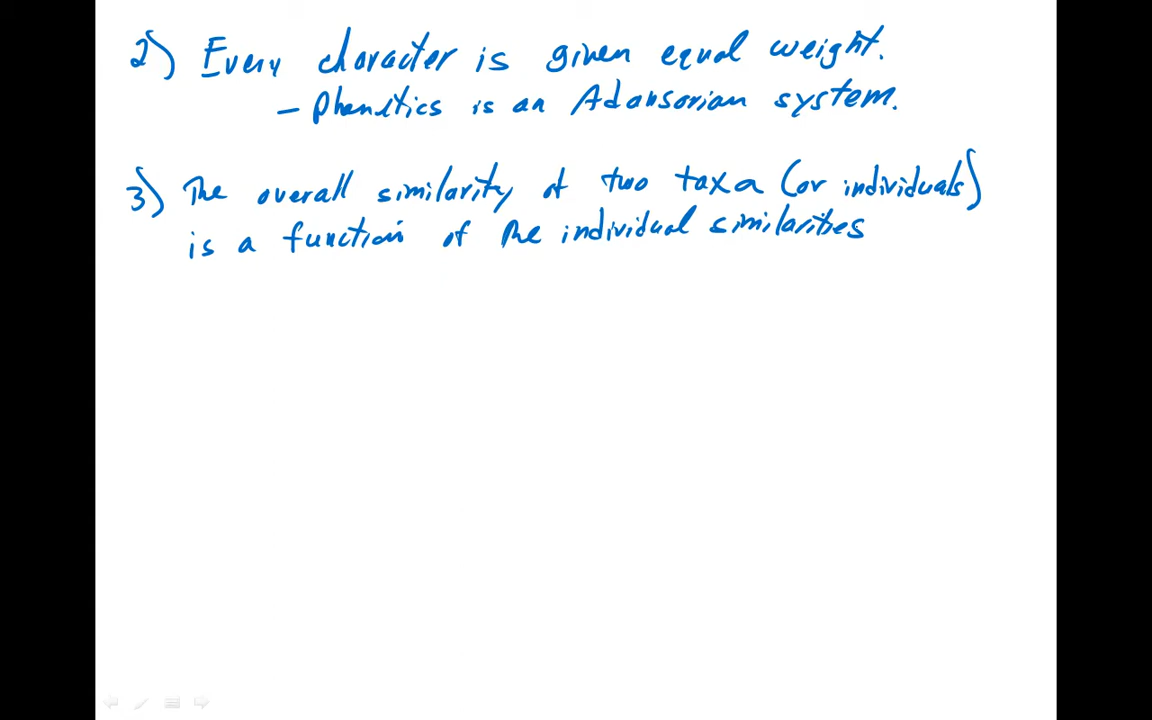 2) Every character is given equal weight.
- Phenetics is an Adansonian system.
3) The overall similarity of two taxa (or individuals)
is a function of the individual similarities